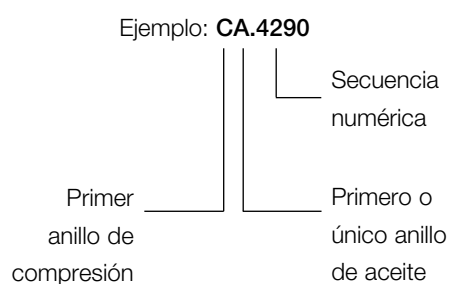 Ejemplo: CA.4290
Secuencia
numérica
Primer
anillo de
compresión
Primero o
único anillo
de aceite